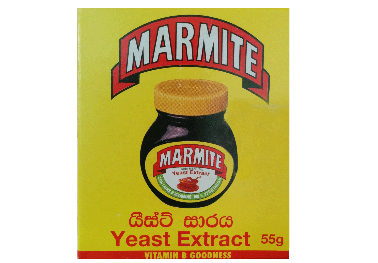 MARMITE
MARMITE
Yeast Extract
යීස්ට් සාරය
Yeast Extract 55g
VITAMIN B GOODNESS